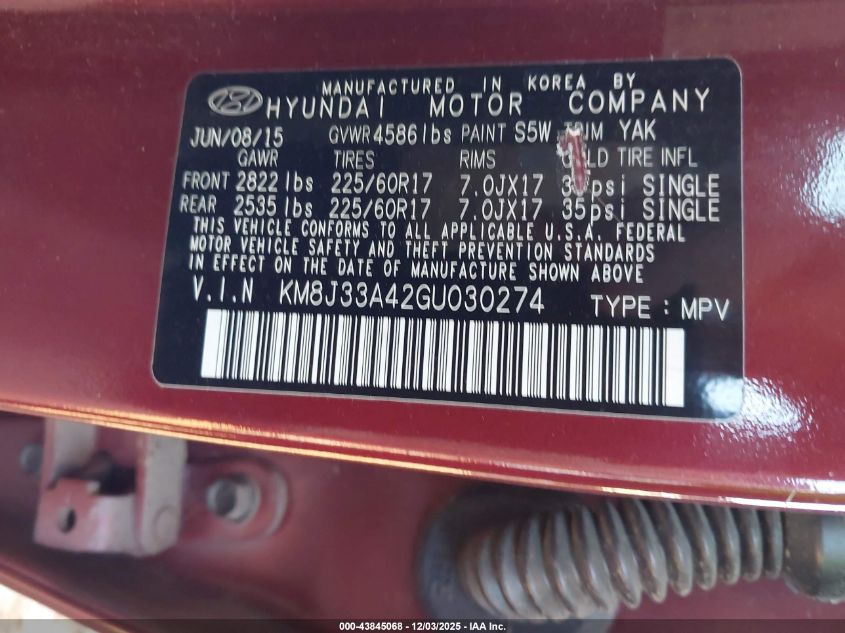 MANUFACTURED IN KOREA BY
HYUNDAI MOTOR COMPANY
JUN/08/15 GVWR 4586 lbs PAINT S5W TRIM YAK
GAWR TIRES RIMS COLD TIRE INFL
FRONT 2822 lbs 225/60R17 7.0JX17 psi SINGLE
REAR 2535 lbs 225/60R17 7.0JX17 35psi SINGLE
THIS VEHICLE CONFORMS TO ALL APPLICABLE U.S.A. FEDERAL
MOTOR VEHICLE SAFETY AND THEFT PREVENTION STANDARDS
IN EFFECT ON THE DATE OF MANUFACTURE SHOWN ABOVE
V.I.N KM8J33A42GU030274 TYPE : MPV
000-43845068 - 12/03/2025 - IAA Inc.